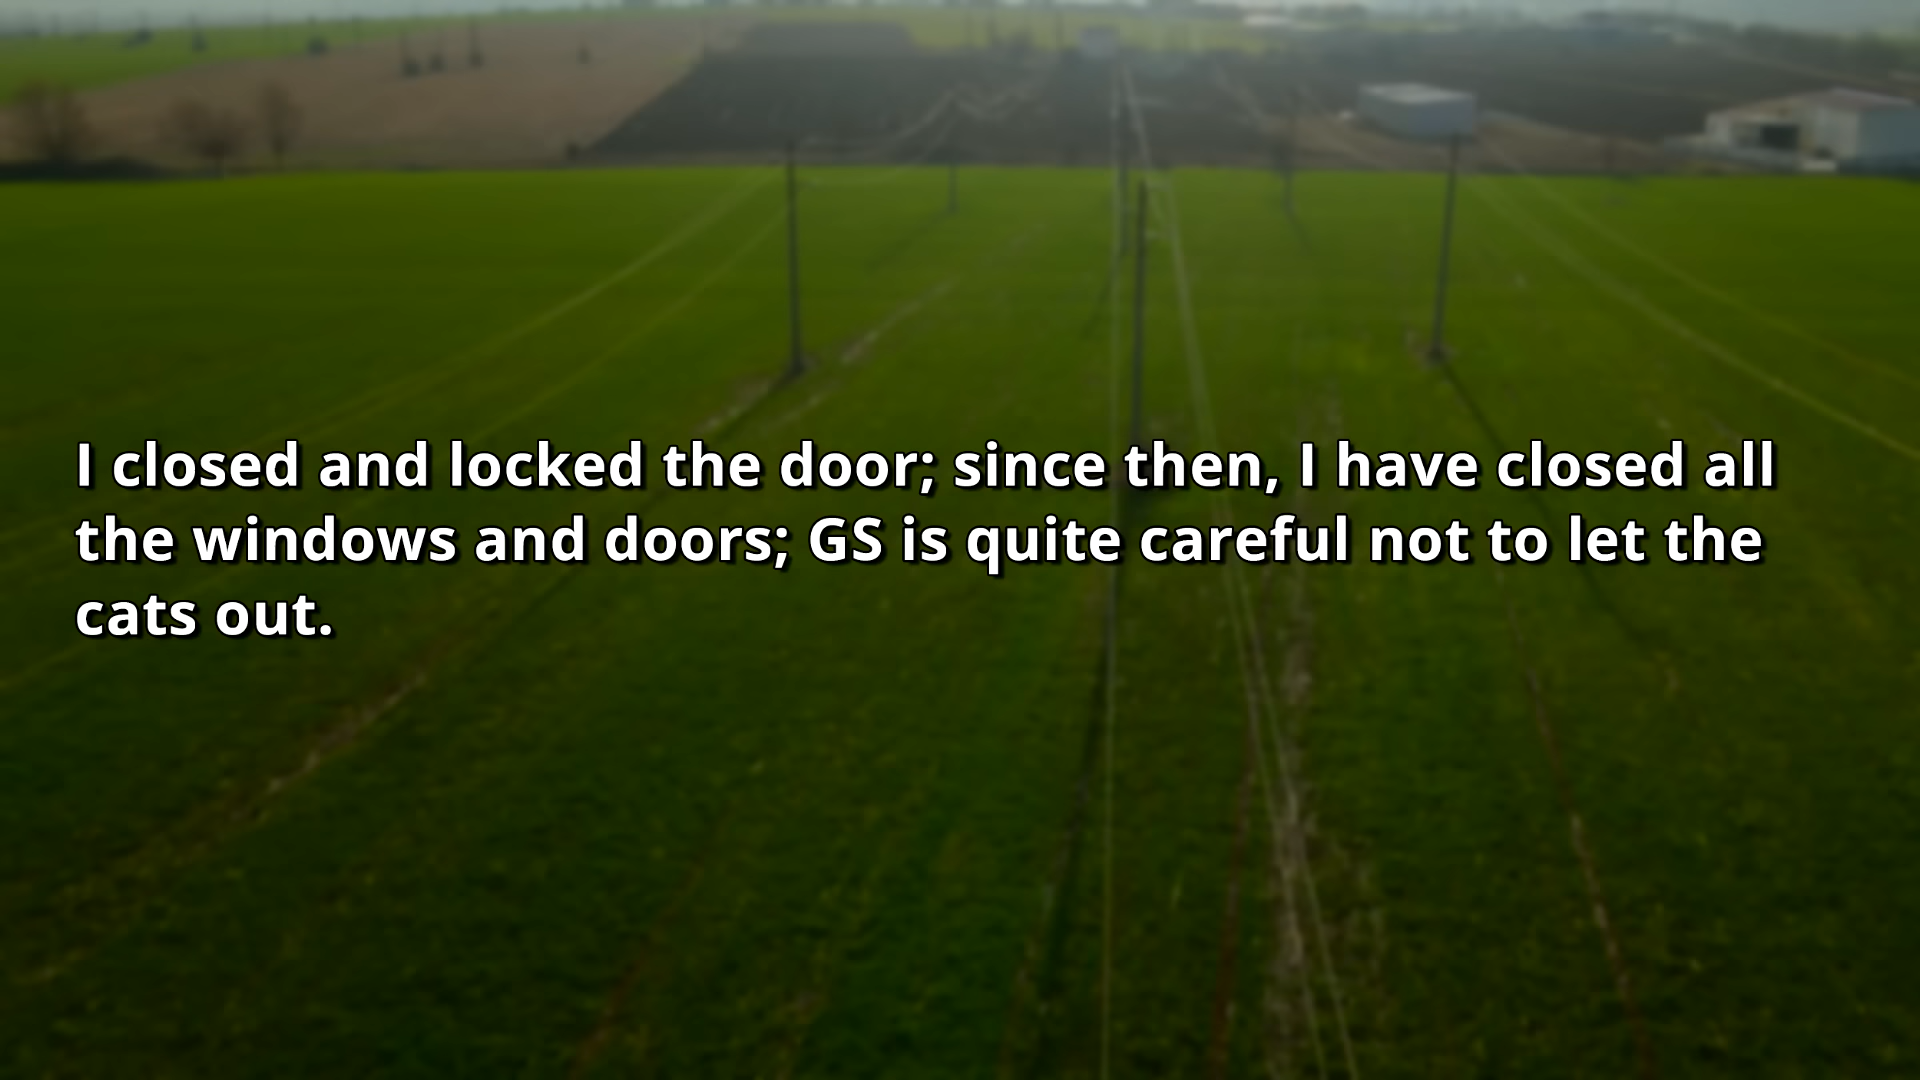 I closed and locked the door; since then, I have closed all
the windows and doors; GS is quite careful not to let the
cats out.